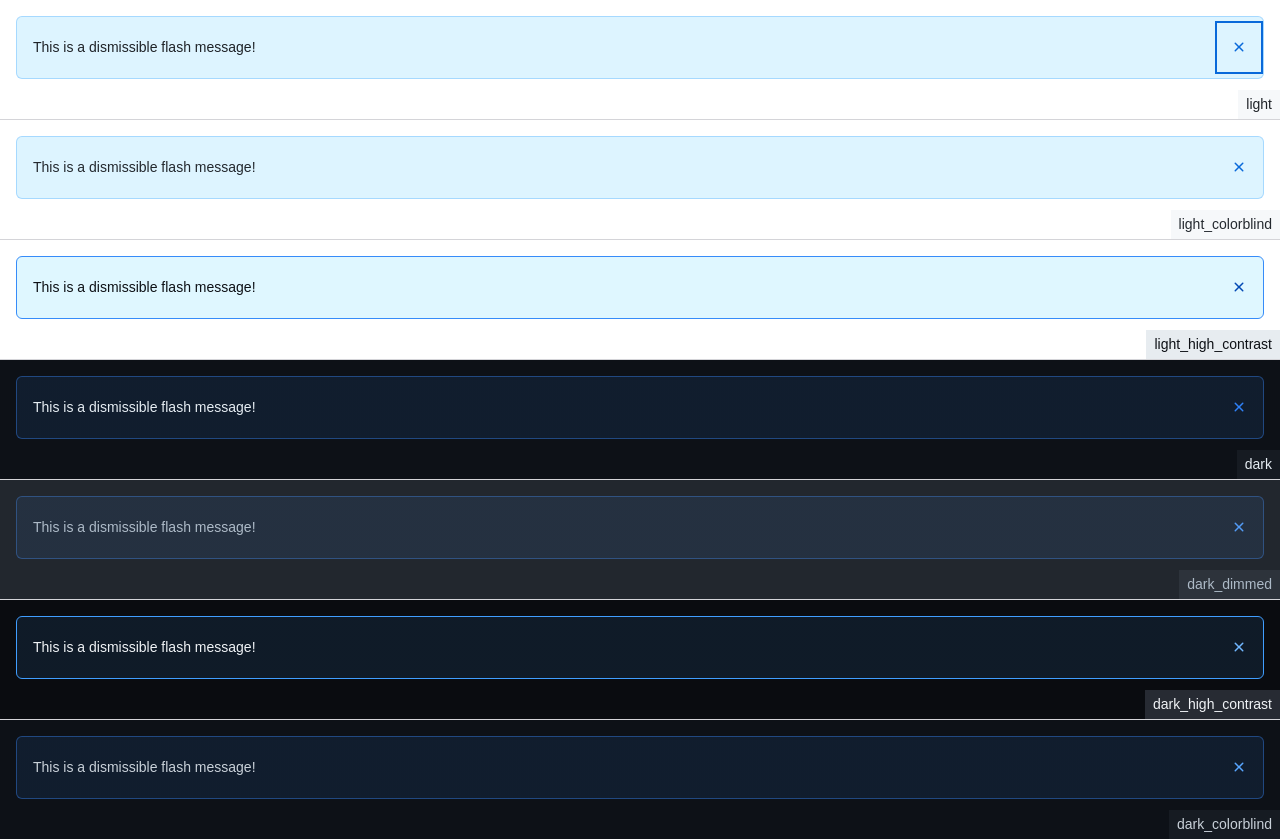 This is a dismissible flash message!
light
This is a dismissible flash message!
light_colorblind
This is a dismissible flash message!
light_high_contrast
This is a dismissible flash message!
dark
This is a dismissible flash message!
dark_dimmed
This is a dismissible flash message!
dark_high_contrast
This is a dismissible flash message!
dark_colorblind